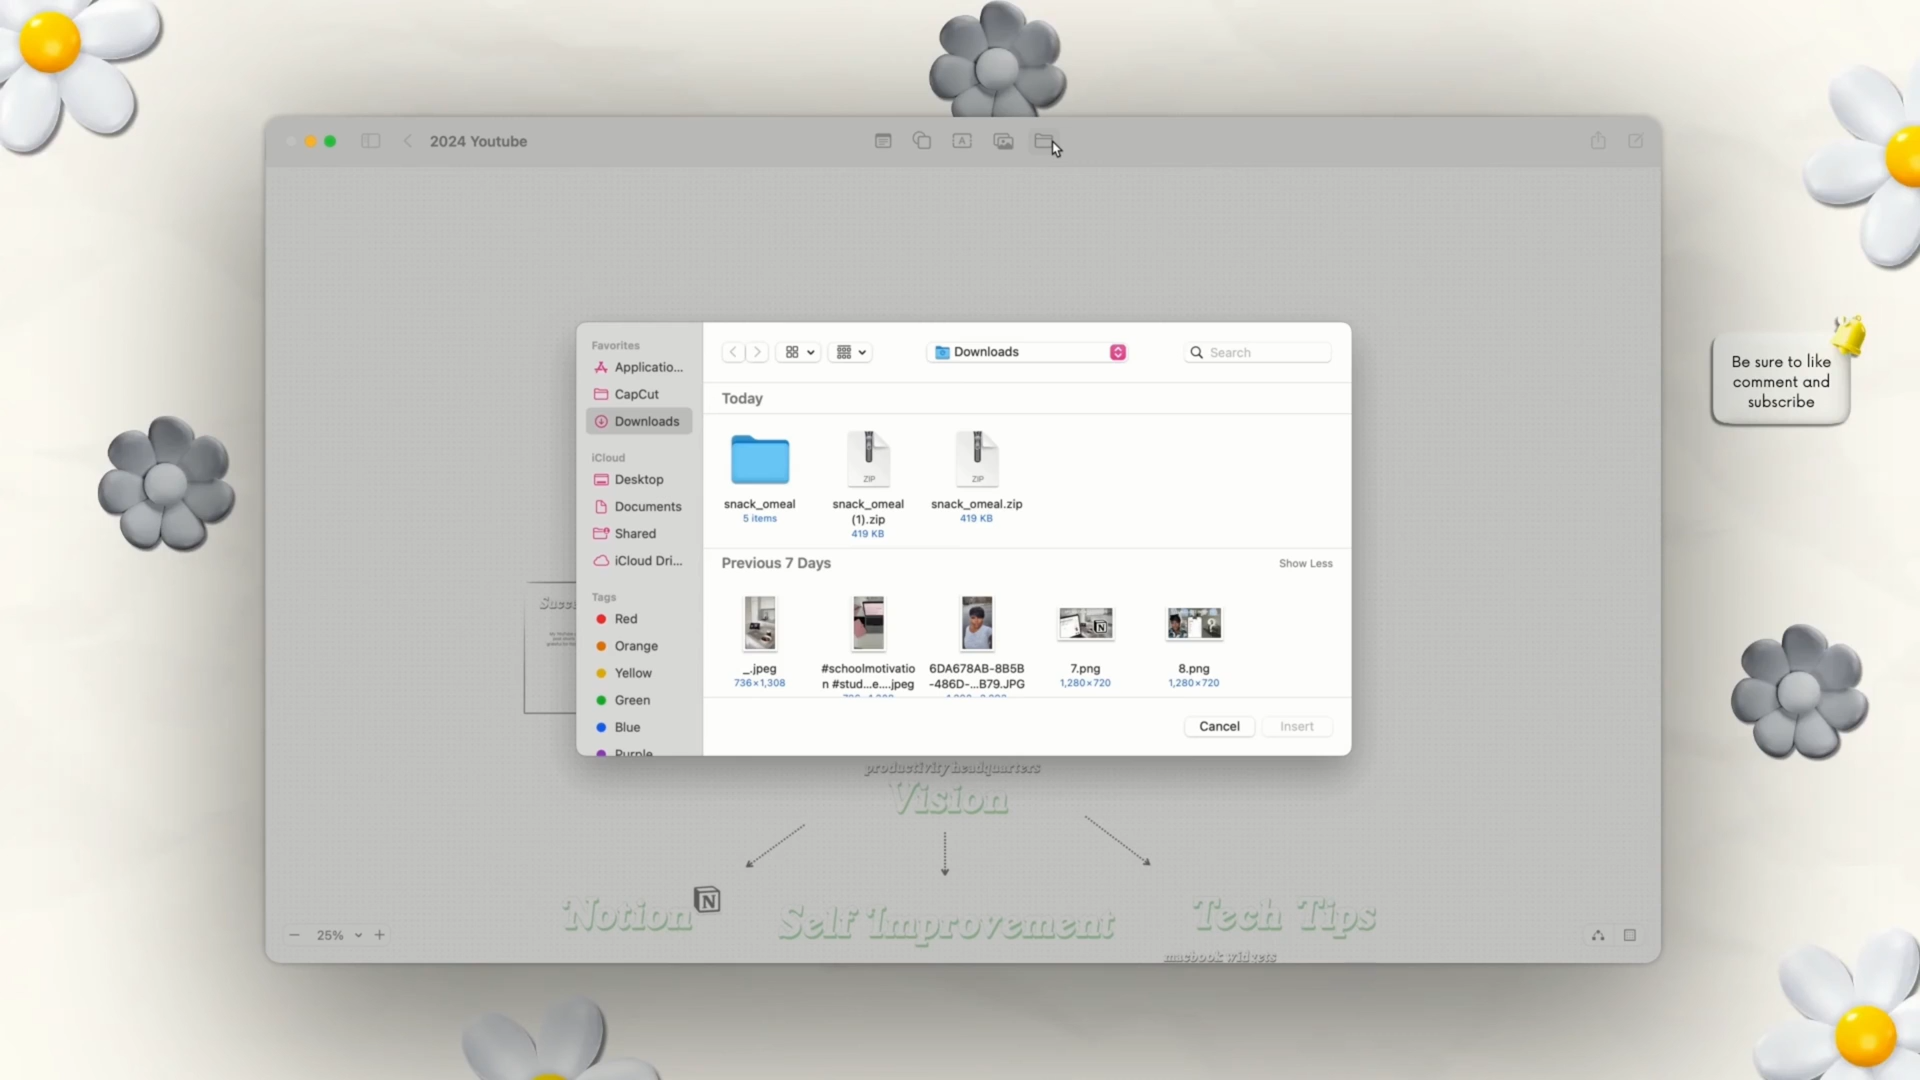 2024 Youtube
A
Favorites
Applicatio...
CapCut
Downloads
iCloud
Desktop
Documents
Shared
iCloud Dri...
Tags
Red
Orange
Yellow
Green
Blue
Purple
Downloads
Search
Today
ZIP
ZIP
snack_omeal
5 items
snack_omeal
(1).zip
419 KB
snack_omeal.zip
419 KB
Previous 7 Days
Show Less
_.jpeg
736×1,308
#schoolmotivatio
n #stud...e....jpeg
6DA678AB-8B5B
-486D-...B79.JPG
7.png
1,280×720
8.png
1,280×720
Cancel
Insert
productivity headquarters
Vision
Notion
N
Self Improvement
Tech Tips
macbook widgets
25%
Be sure to like
comment and
subscribe